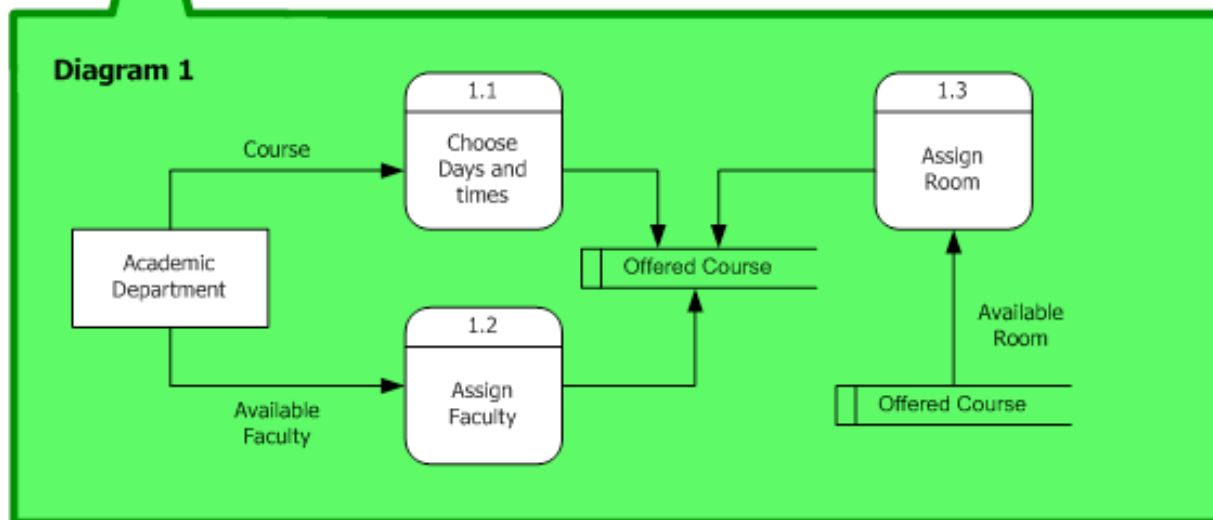 Diagram 1
1.1
Choose
Days and
times
1.3
Assign
Room
Course
Academic
Department
Offered Course
1.2
Assign
Faculty
Available
Faculty
Available
Room
Offered Course